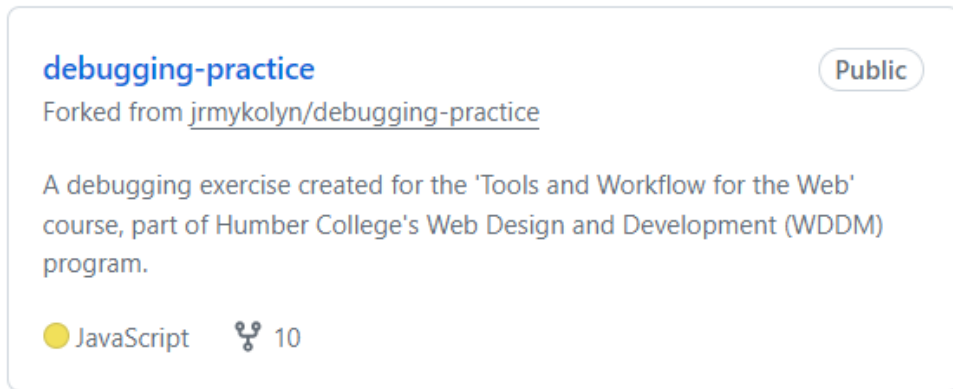 debugging-practice
Public
Forked from jrmykolyn/debugging-practice
A debugging exercise created for the 'Tools and Workflow for the Web'
course, part of Humber College's Web Design and Development (WDDM)
program.
JavaScript 10